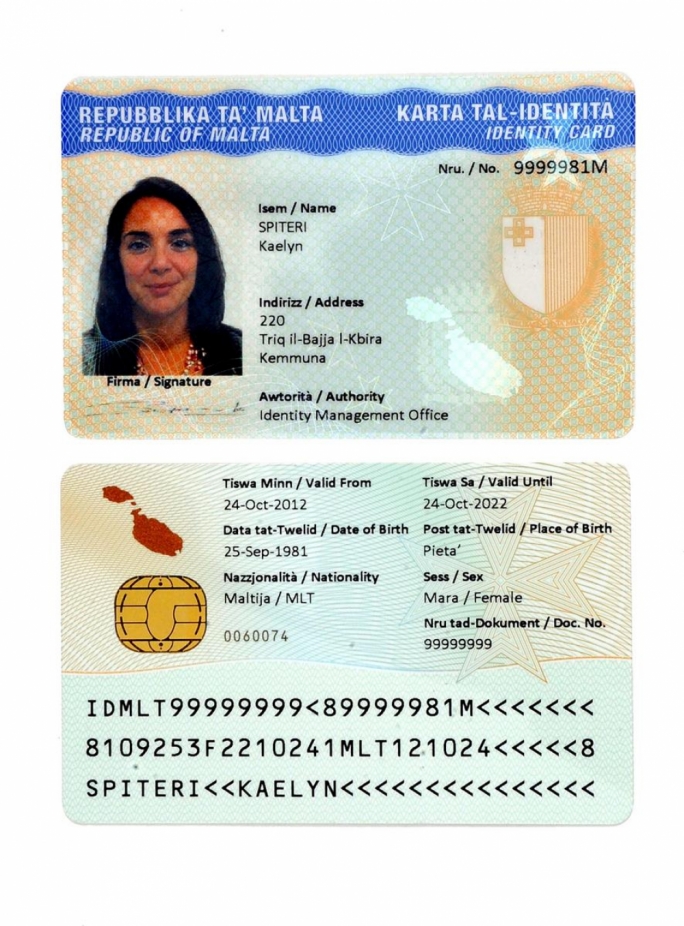 REPUBBLIKA TA' MALTA
REPUBLIC OF MALTA
KARTA TAL-IDENTITÀ
IDENTITY CARD
Nru. / No. 9999981M
Isem / Name
SPITERI
Kaelyn
Indirizz / Address
220
Triq il-Bajja l-Kbira
Kemmuna
Firma / Signature
Awtorità / Authority
Identity Management Office
Tiswa Minn / Valid From
24-Oct-2012
Tiswa Sa / Valid Until
24-Oct-2022
Data tat-Twelid / Date of Birth
25-Sep-1981
Post tat-Twelid / Place of Birth
Pieta'
Nazzjonalità / Nationality
Maltija / MLT
Sess / Sex
Mara / Female
0060074
Nru tad-Dokument / Doc. No.
99999999
IDMLT99999999<89999981M<<<<<<<
8109253F2210241MLT121024<<<<<8
SPITERI<<KAELYN<<<<<<<<<<<<<<<